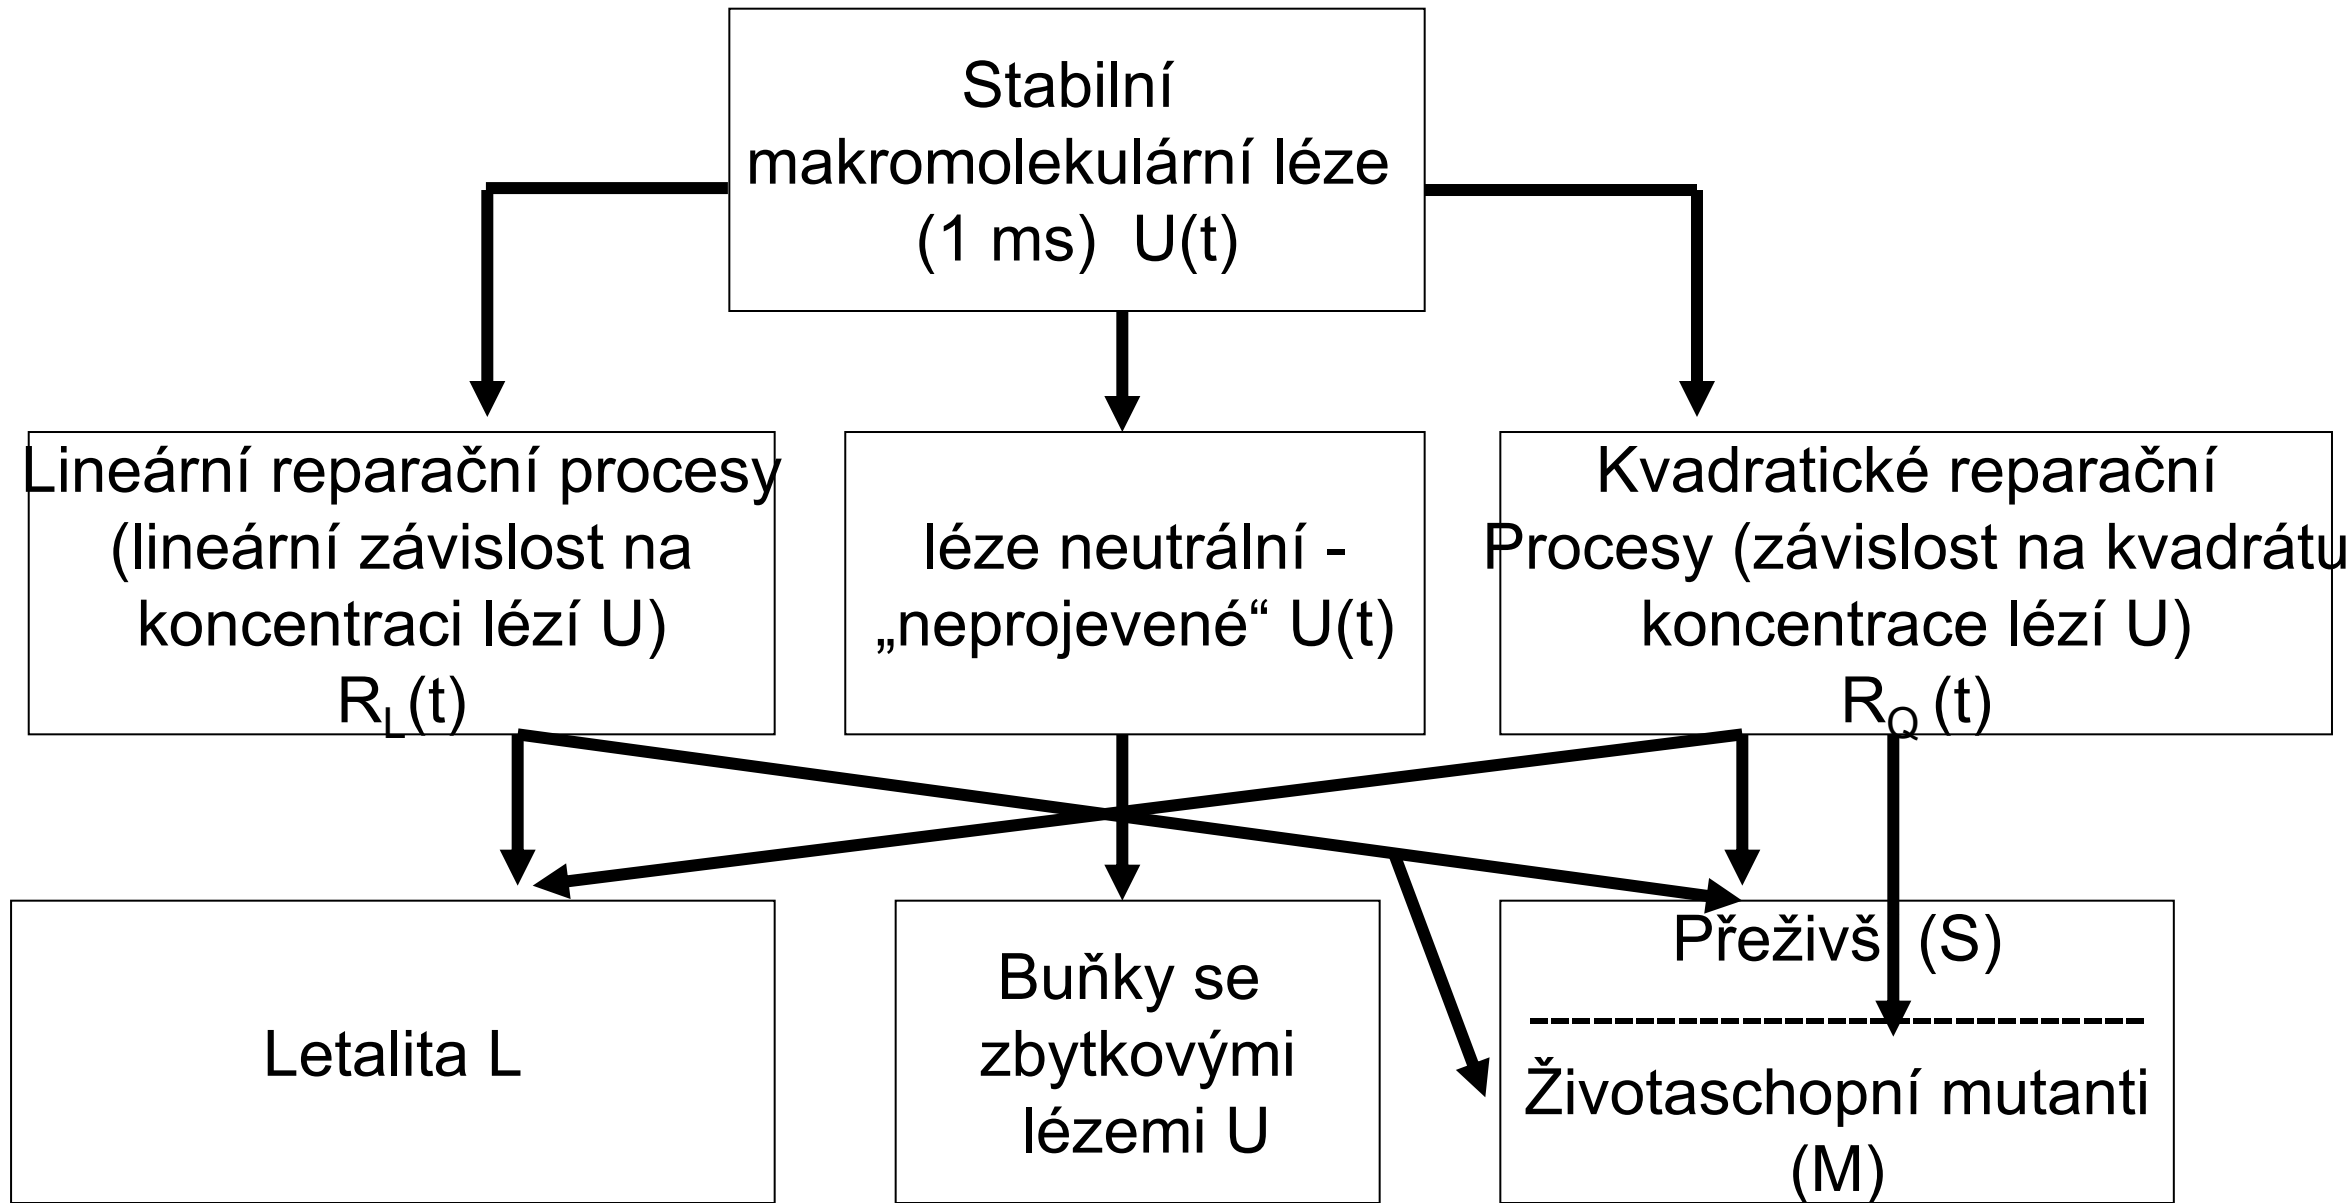 Stabilní
makromolekulární léze
(1 ms) U(t)
Lineární reparační procesy
(lineární závislost na
koncentraci lézí U)
R_L(t)
léze neutrální -
„neprojevené“ U(t)
Kvadratické reparační
Procesy (závislost na kvadrátu
koncentrace lézí U)
R_Q (t)
Letalita L
Buňky se
zbytkovými
lézemi U
Přeživš (S)
--------------------------------------------
Životaschopní mutanti
(M)